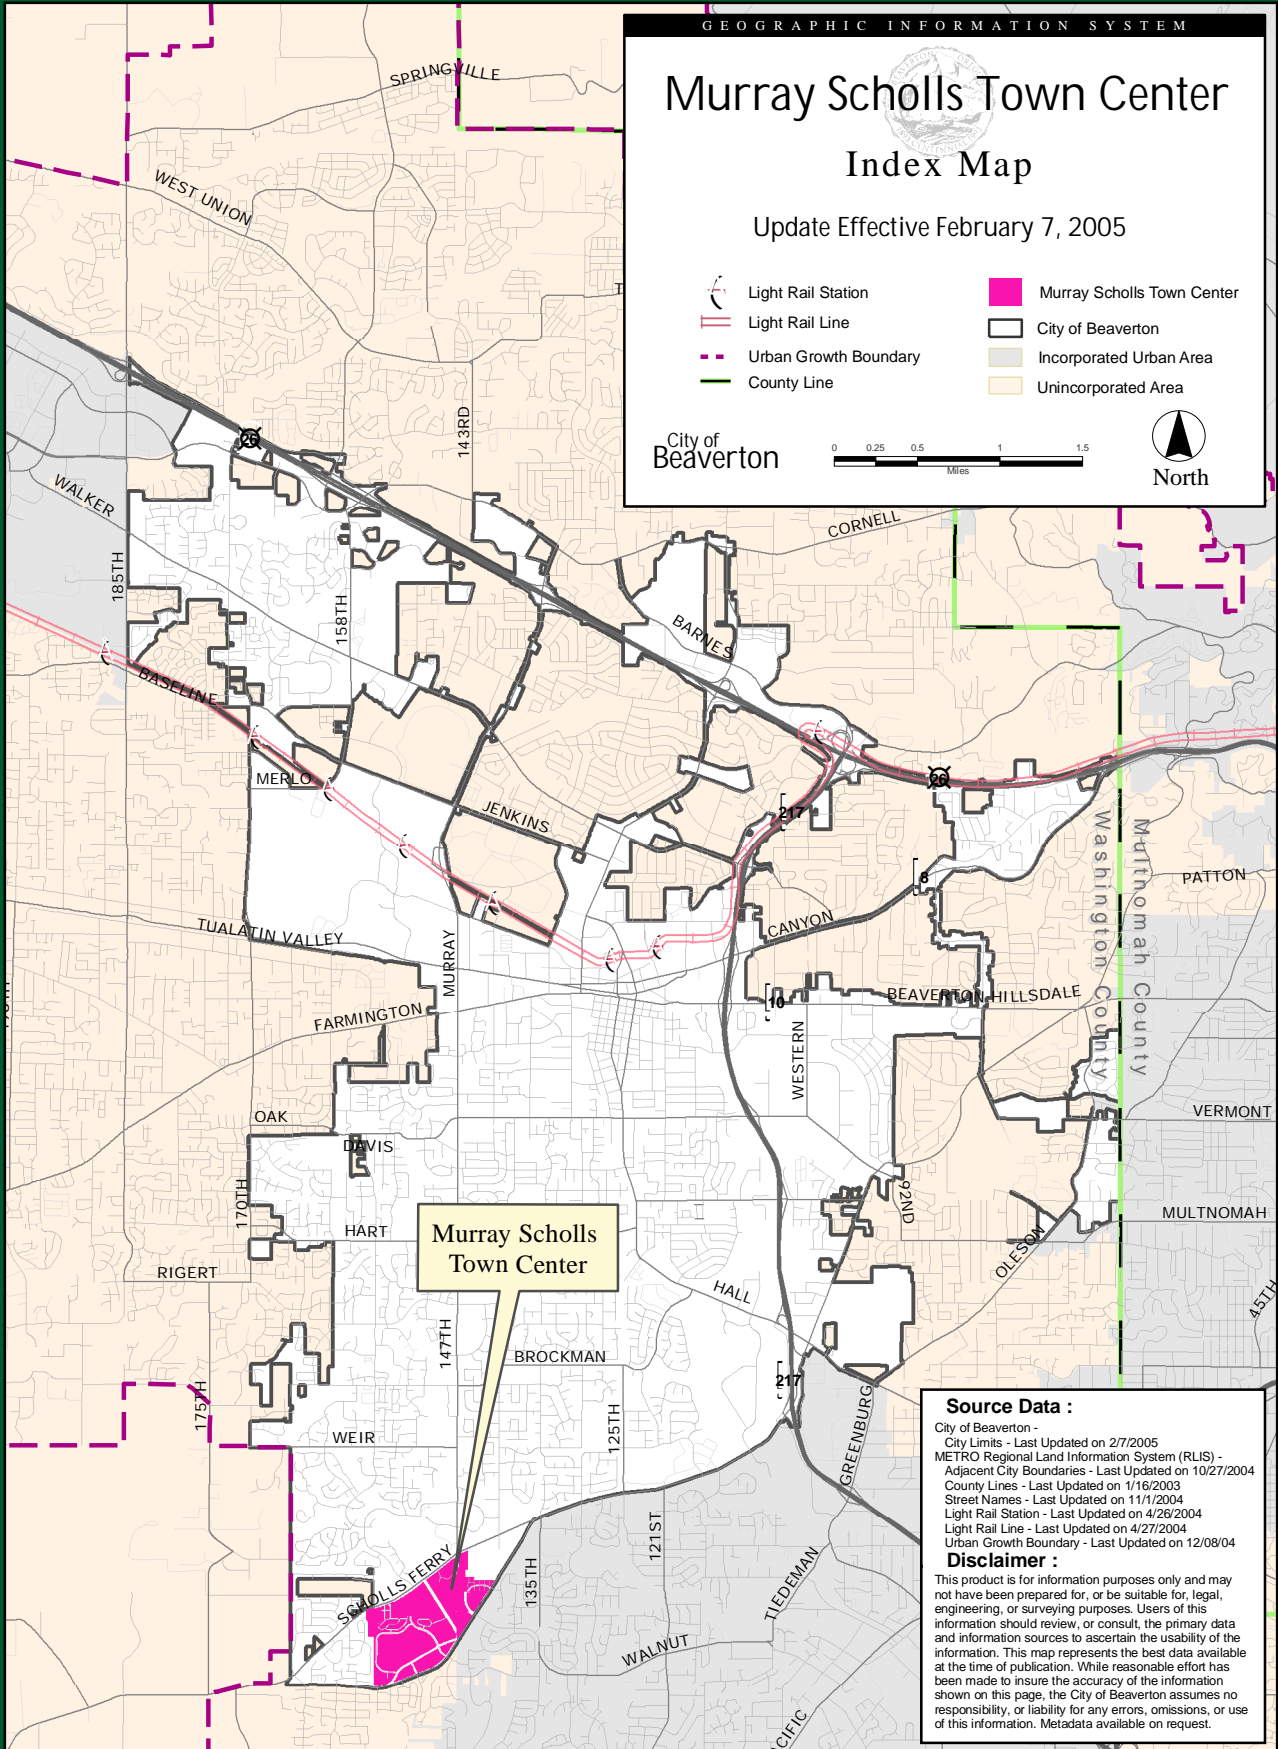 GEOGRAPHIC INFORMATION SYSTEM
Murray Scholls Town Center
Index Map
Update Effective February 7, 2005
Light Rail Station
Light Rail Line
Urban Growth Boundary
County Line
Murray Scholls Town Center
City of Beaverton
Incorporated Urban Area
Unincorporated Area
City of
Beaverton
0 0.25 0.5 1 1.5
Miles
North
SPRINGVILLE
WEST UNION
143RD
26
WALKER
185TH
158TH
CORNELL
BARNES
BASELINE
MERLO
JENKINS
26
217
8
Washington County
Multnomah County
PATTON
CANYON
TUALATIN VALLEY
MURRAY
FARMINGTON
10
BEAVERTON HILLSDALE
WESTERN
OAK
DAVIS
VERMONT
170TH
HART
92ND
MULTNOMAH
OLESON
RIGERT
Murray Scholls
Town Center
HALL
45TH
147TH
BROCKMAN
217
175TH
125TH
GREENBURG
WEIR
121ST
SCHOLLS FERRY
135TH
TIEDEMAN
WALNUT
CIFIC
Source Data :
City of Beaverton -
City Limits - Last Updated on 2/7/2005
METRO Regional Land Information System (RLIS) -
Adjacent City Boundaries - Last Updated on 10/27/2004
County Lines - Last Updated on 1/16/2003
Street Names - Last Updated on 11/1/2004
Light Rail Station - Last Updated on 4/26/2004
Light Rail Line - Last Updated on 4/27/2004
Urban Growth Boundary - Last Updated on 12/08/04
Disclaimer :
This product is for information purposes only and may
not have been prepared for, or be suitable for, legal,
engineering, or surveying purposes. Users of this
information should review, or consult, the primary data
and information sources to ascertain the usability of the
information. This map represents the best data available
at the time of publication. While reasonable effort has
been made to insure the accuracy of the information
shown on this page, the City of Beaverton assumes no
responsibility, or liability for any errors, omissions, or use
of this information. Metadata available on request.